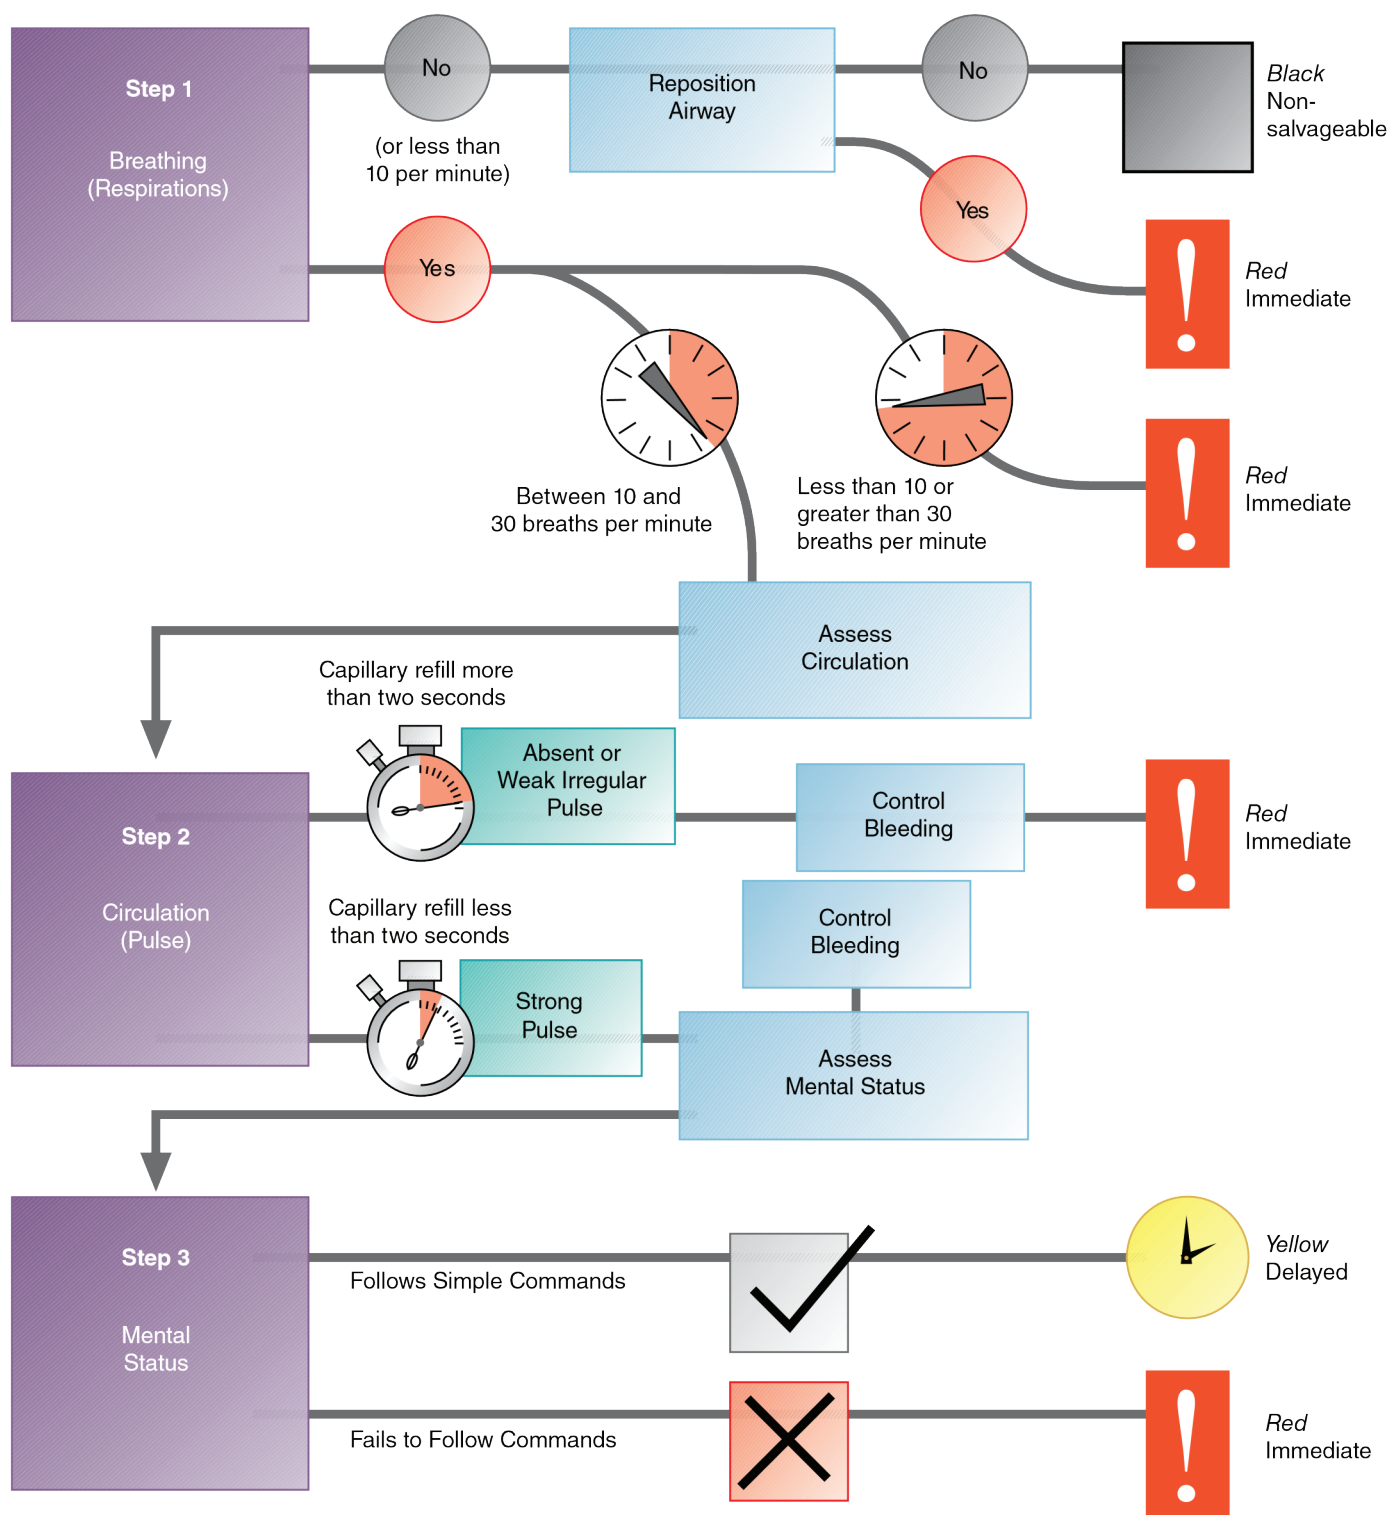 Step 1
Breathing
(Respirations)
No
(or less than
10 per minute)
Reposition
Airway
No
Black
Non-
salvageable
Yes
Red
Immediate
Yes
Between 10 and
30 breaths per minute
Less than 10 or
greater than 30
breaths per minute
Red
Immediate
Assess
Circulation
Step 2
Circulation
(Pulse)
Capillary refill more
than two seconds
Absent or
Weak Irregular
Pulse
Control
Bleeding
Red
Immediate
Capillary refill less
than two seconds
Strong
Pulse
Control
Bleeding
Assess
Mental Status
Step 3
Mental
Status
Follows Simple Commands
Yellow
Delayed
Fails to Follow Commands
Red
Immediate